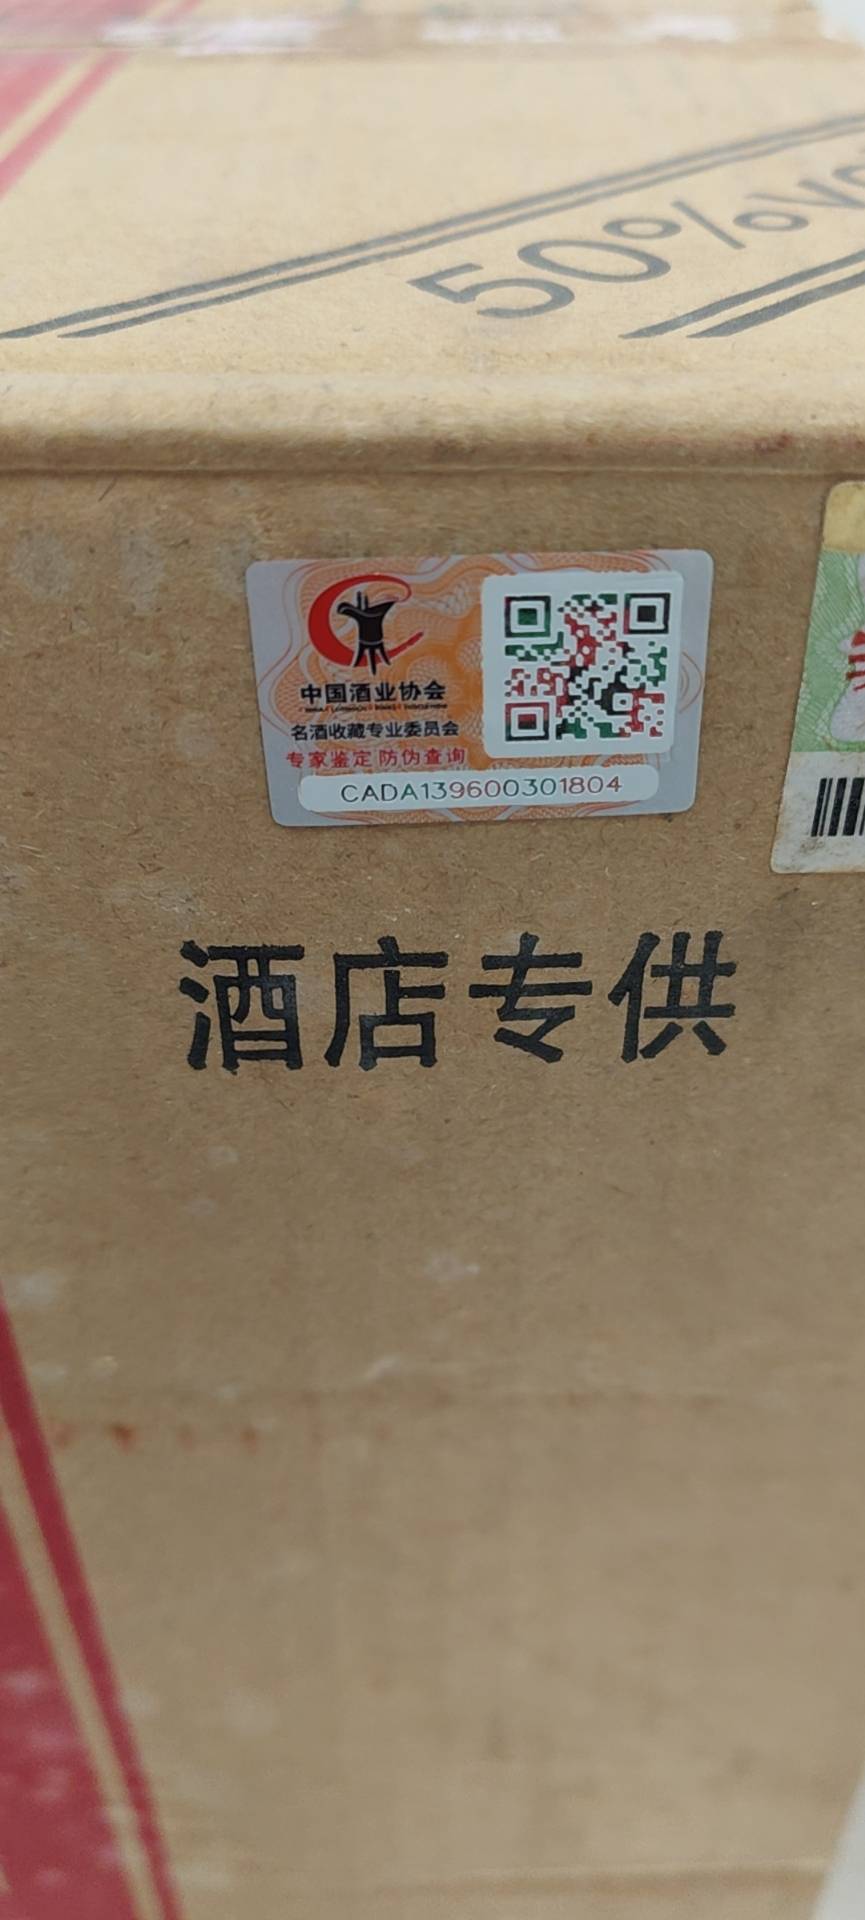 50%vo
中国酒业协会
名酒收藏专业委员会
专家鉴定 防伪查询
CADA139600301804
酒店专供